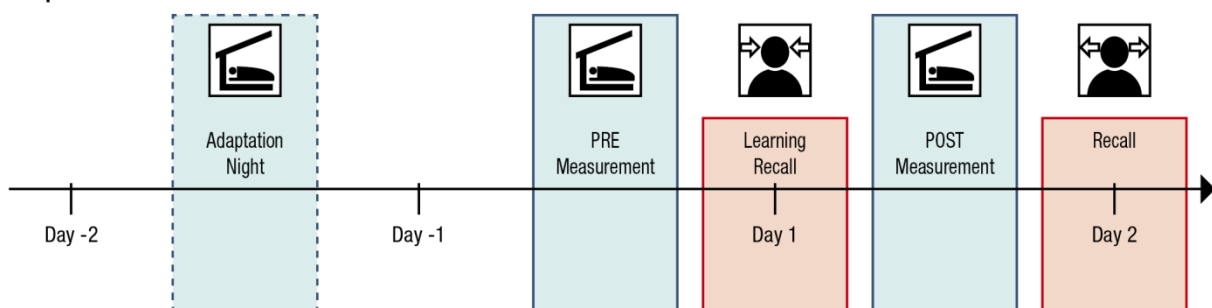 Adaptation
Night
PRE
Measurement
Learning
Recall
POST
Measurement
Recall
Day -2
Day -1
Day 1
Day 2